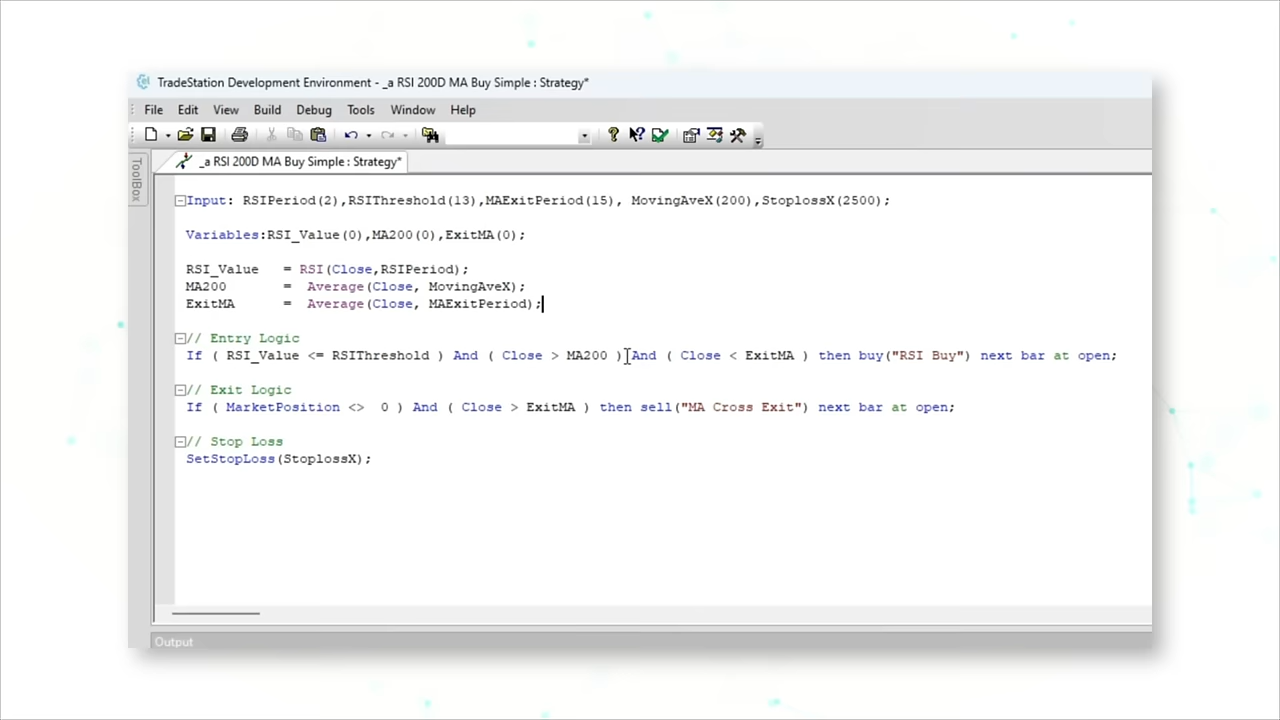 TradeStation Development Environment - _a RSI 200D MA Buy Simple : Strategy*
File Edit View Build Debug Tools Window Help
ToolBox
_a RSI 200D MA Buy Simple : Strategy*
Input: RSIPeriod(2),RSIThreshold(13),MAExitPeriod(15), MovingAveX(200),StoplossX(2500);
Variables:RSI_Value(0),MA200(0),ExitMA(0);
RSI_Value = RSI(Close,RSIPeriod);
MA200 = Average(Close, MovingAveX);
ExitMA = Average(Close, MAExitPeriod);
// Entry Logic
If ( RSI_Value <= RSIThreshold ) And ( Close > MA200 ) And ( Close < ExitMA ) then buy("RSI Buy") next bar at open;
// Exit Logic
If ( MarketPosition <> 0 ) And ( Close > ExitMA ) then sell("MA Cross Exit") next bar at open;
// Stop Loss
SetStopLoss(StoplossX);
Output